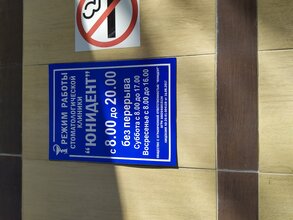 РЕЖИМ РАБОТЫ
СТОМАТОЛОГИЧЕСКОЙ
КЛИНИКИ
"ЮНИДЕНТ"
с 8.00 до 20.00
без перерыва
Суббота с 8.00 до 17.00
Воскресенье с 8.00 до 16.00